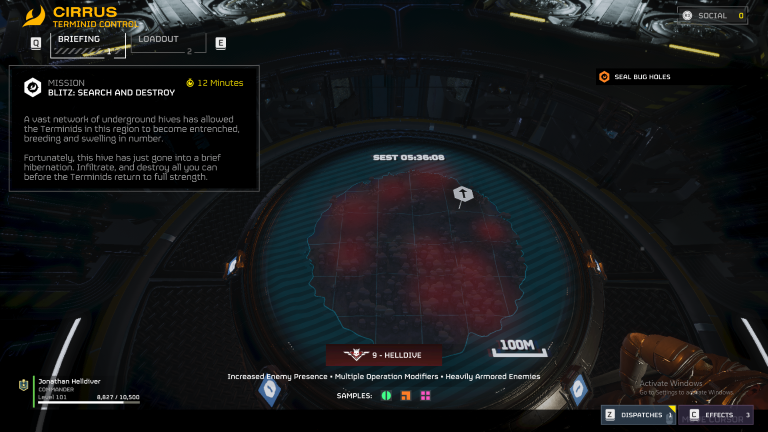 CIRRUS
TERMINID CONTROL
SOCIAL 0
Q BRIEFING 1 LOADOUT 2 E
MISSION 12 Minutes
BLITZ: SEARCH AND DESTROY
A vast network of underground hives has allowed
the Terminids in this region to become entrenched,
breeding and swelling in number.
Fortunately, this hive has just gone into a brief
hibernation. Infiltrate, and destroy all you can
before the Terminids return to full strength.
SEAL BUG HOLES
SEST 05:36:08
100M
9 - HELLDIVE
Increased Enemy Presence • Multiple Operation Modifiers • Heavily Armored Enemies
SAMPLES:
Jonathan Helldiver
COMMANDER
Level 101 8,827 / 10,500
Activate Windows
Go to Settings to activate Windows.
Z DISPATCHES 1 C EFFECTS 3
MOVE CURSOR